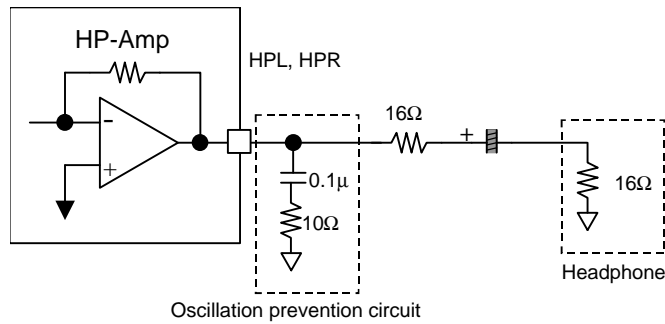 HP-Amp
HPL, HPR
-
+
16Ω
+
0.1μ
10Ω
16Ω
Headphone
Oscillation prevention circuit